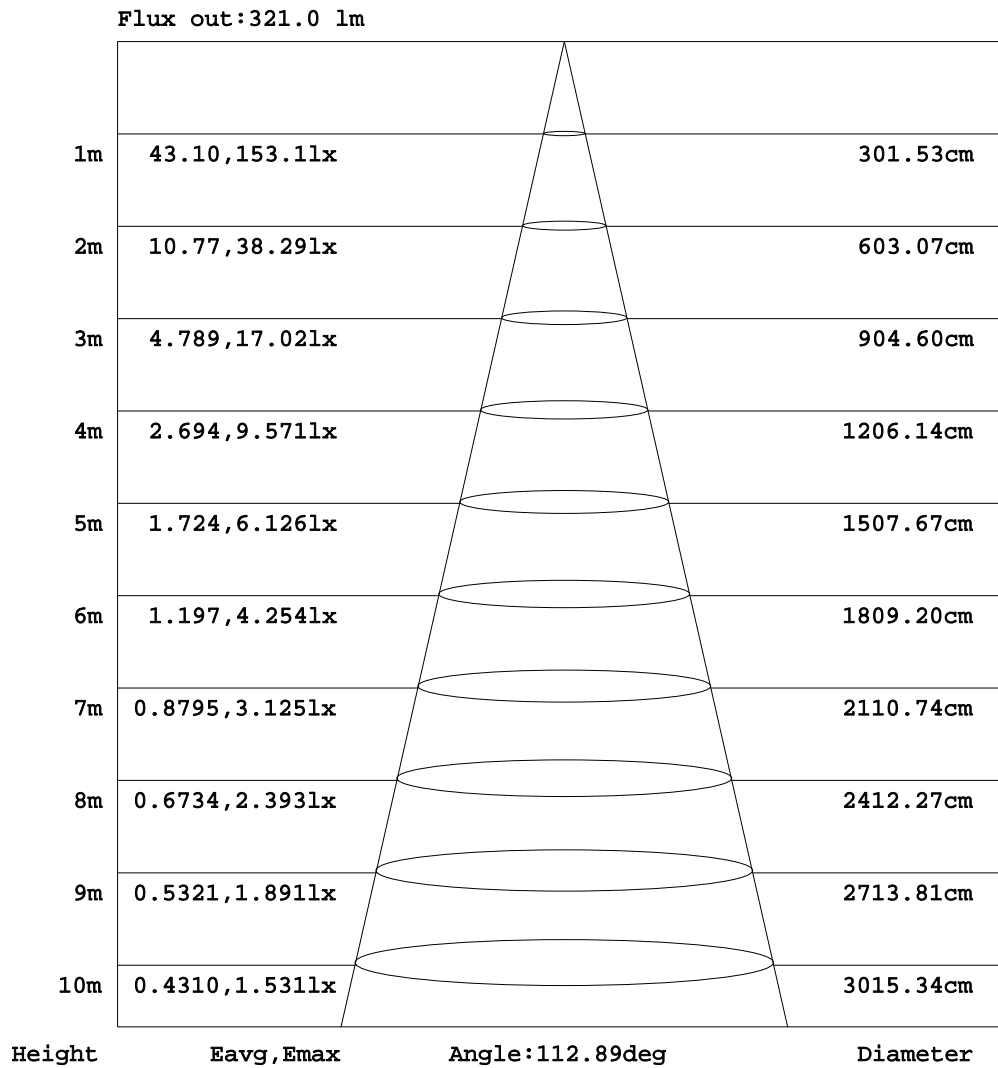 Flux out:321.0 lm
1m 43.10,153.1lx 301.53cm
2m 10.77,38.29lx 603.07cm
3m 4.789,17.02lx 904.60cm
4m 2.694,9.571lx 1206.14cm
5m 1.724,6.126lx 1507.67cm
6m 1.197,4.254lx 1809.20cm
7m 0.8795,3.125lx 2110.74cm
8m 0.6734,2.393lx 2412.27cm
9m 0.5321,1.891lx 2713.81cm
10m 0.4310,1.531lx 3015.34cm
Height Eavg,Emax Angle:112.89deg Diameter